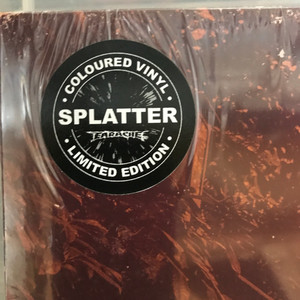 • COLOURED VINYL •
SPLATTER
EARACHE
LIMITED EDITION